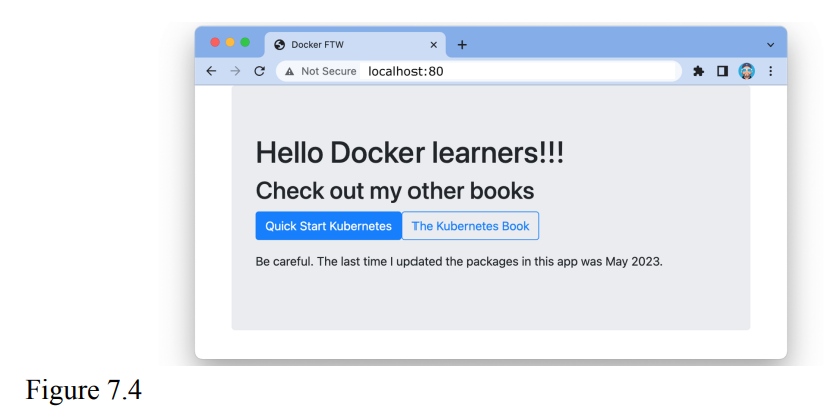 Docker FTW
Not Secure localhost:80
Hello Docker learners!!!
Check out my other books
Quick Start Kubernetes The Kubernetes Book
Be careful. The last time I updated the packages in this app was May 2023.
Figure 7.4